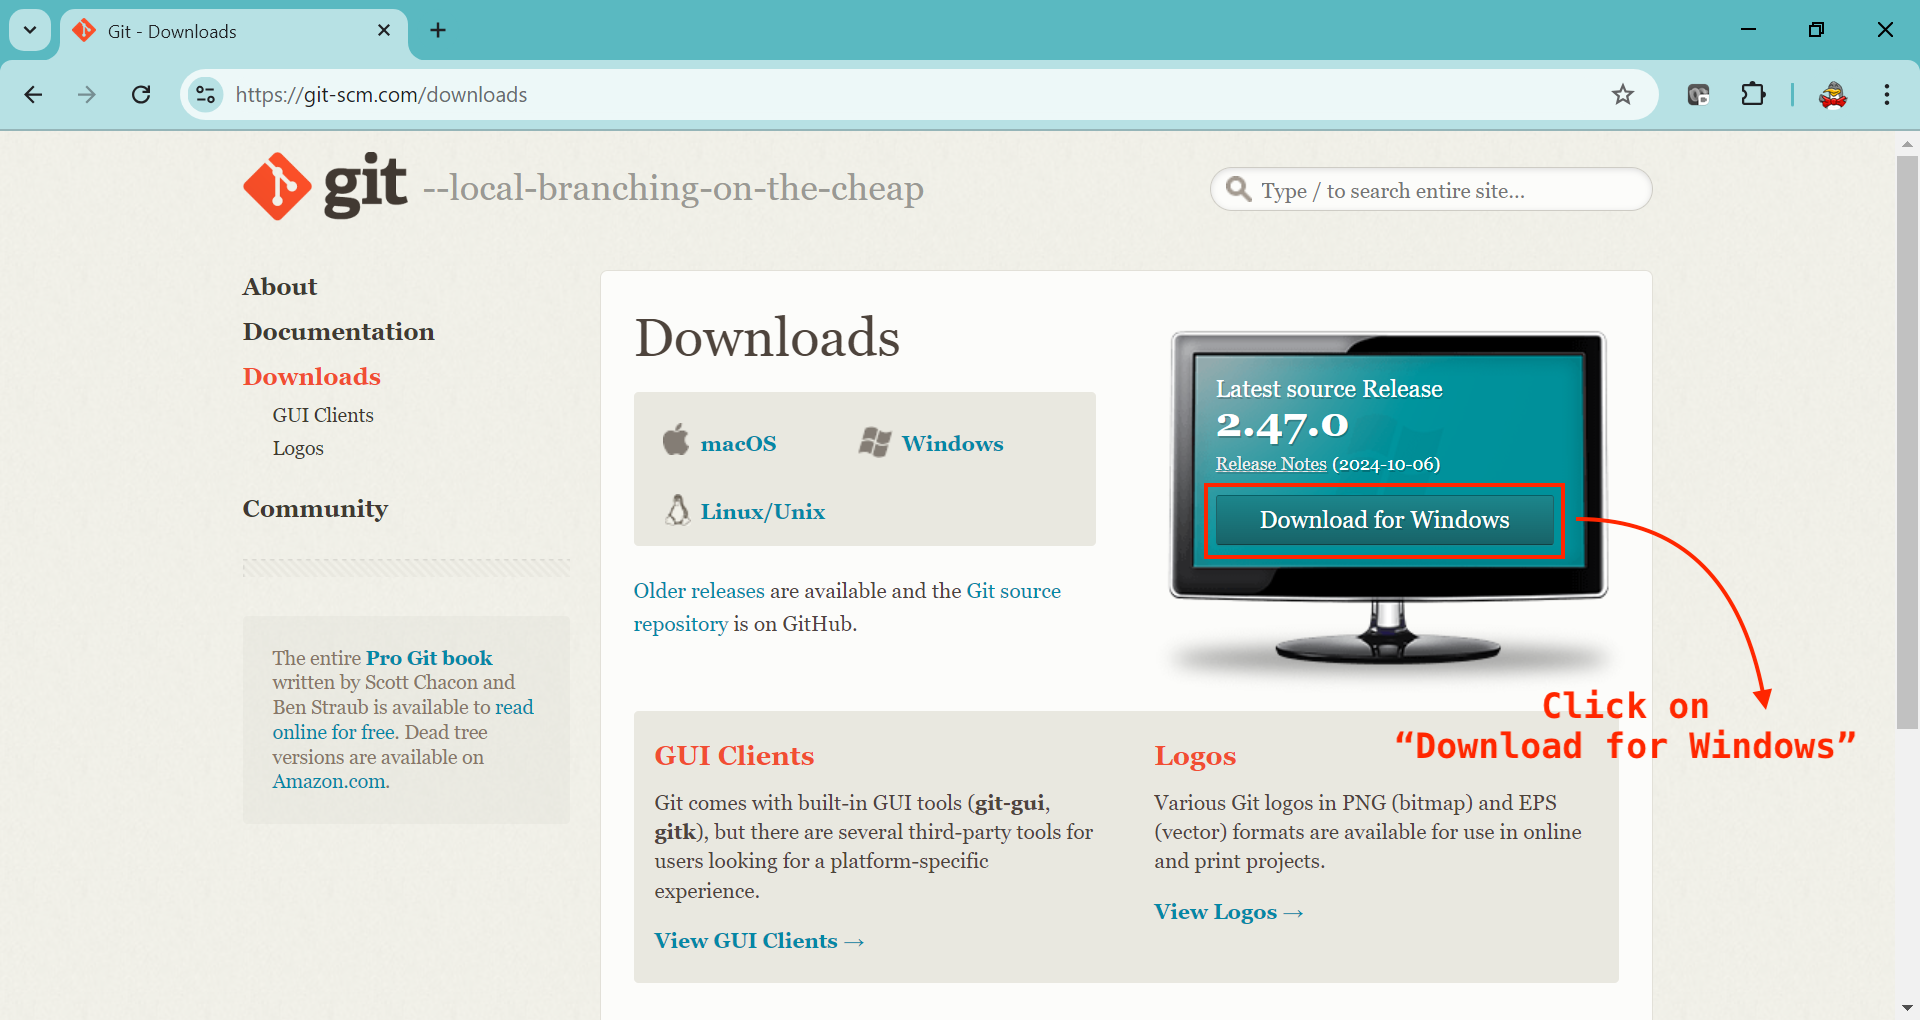 Git - Downloads
https://git-scm.com/downloads
git --local-branching-on-the-cheap
Type / to search entire site...
About
Documentation
Downloads
GUI Clients
Logos
Community
The entire Pro Git book
written by Scott Chacon and
Ben Straub is available to read
online for free. Dead tree
versions are available on
Amazon.com.
Downloads
macOS
Windows
Linux/Unix
Older releases are available and the Git source
repository is on GitHub.
Latest source Release
2.47.0
Release Notes (2024-10-06)
Download for Windows
Click on
“Download for Windows”
GUI Clients
Git comes with built-in GUI tools (git-gui,
gitk), but there are several third-party tools for
users looking for a platform-specific
experience.
View GUI Clients →
Logos
Various Git logos in PNG (bitmap) and EPS
(vector) formats are available for use in online
and print projects.
View Logos →